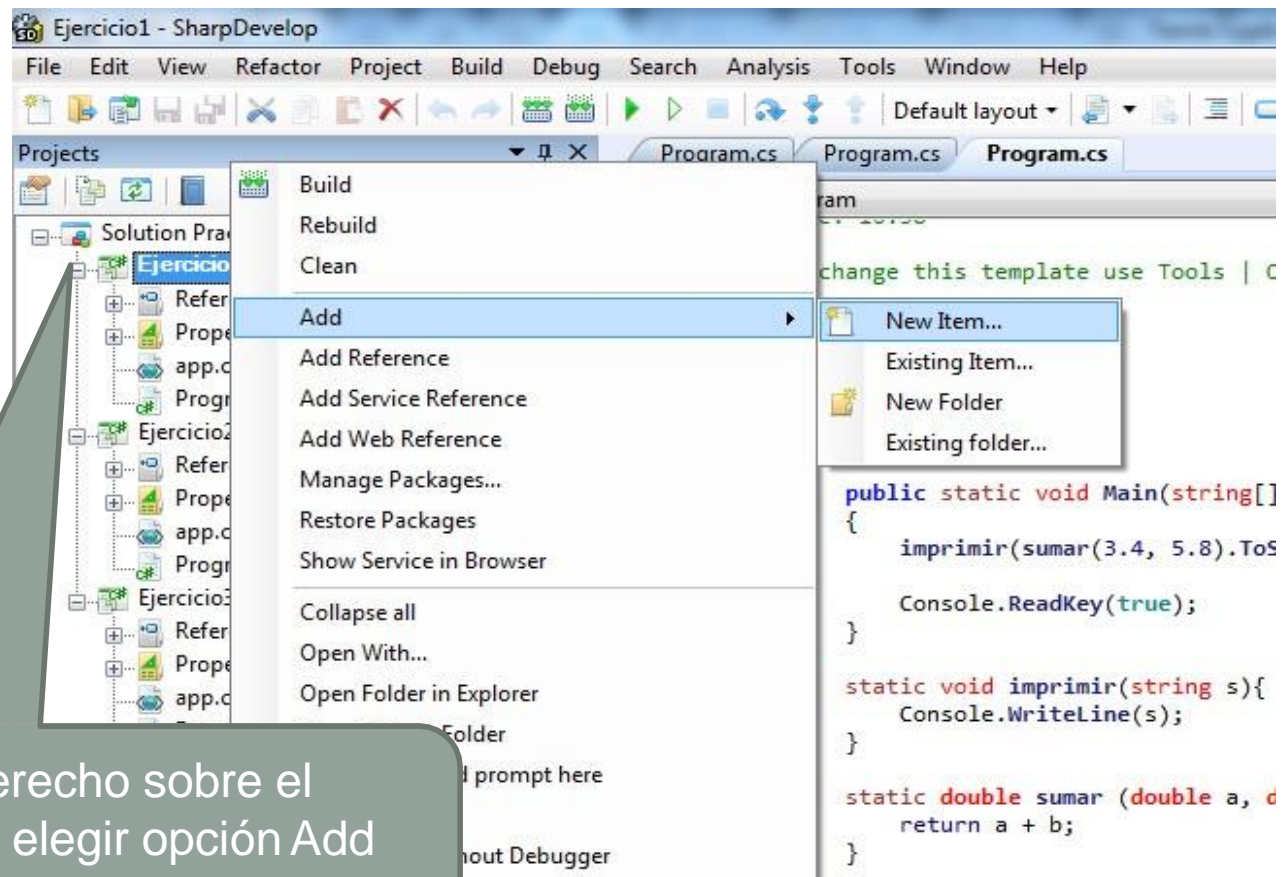 Ejercicio1 - SharpDevelop
File Edit View Refactor Project Build Debug Search Analysis Tools Window Help
Default layout
Projects
Program.cs Program.cs Program.cs
Solution Pra
Ejercicio
Refer
Prope
app.c
Progr
Ejercicio2
Refer
Prope
app.c
Progr
Ejercicio3
Refer
Prope
app.c
Build
Rebuild
Clean
Add
Add Reference
Add Service Reference
Add Web Reference
Manage Packages...
Restore Packages
Show Service in Browser
Collapse all
Open With...
Open Folder in Explorer
Folder
prompt here
hout Debugger
New Item...
Existing Item...
New Folder
Existing folder...
ram
change this template use Tools |
public static void Main(string[]
{
imprimir(sumar(3.4, 5.8).ToS
Console.ReadKey(true);
}
static void imprimir(string s){
Console.WriteLine(s);
}
static double sumar (double a, d
return a + b;
}
erecho sobre el
elegir opción Add